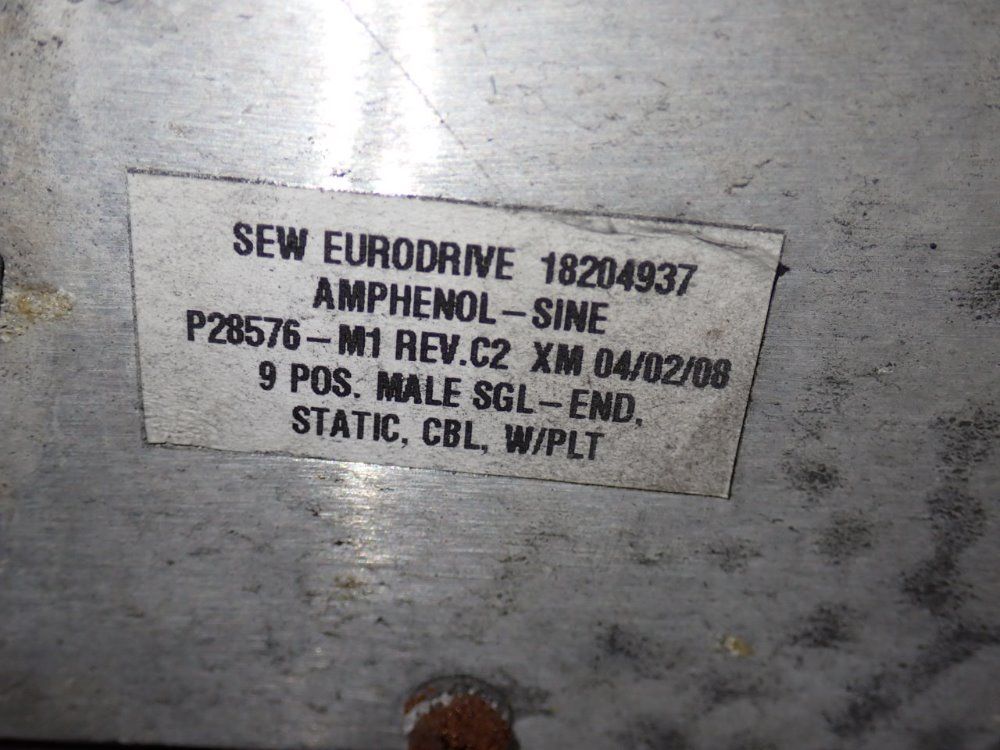 SEW EURODRIVE 18204937
AMPHENOL-SINE
P28576-M1 REV.C2 XM 04/02/08
9 POS. MALE SGL-END,
STATIC, CBL, W/PLT